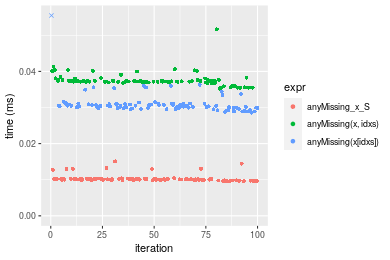 0.04
0.02
0.00
time (ms)
0
25
50
75
100
iteration
expr
anyMissing_x_S
anyMissing(x, idxs)
anyMissing(x[idxs])